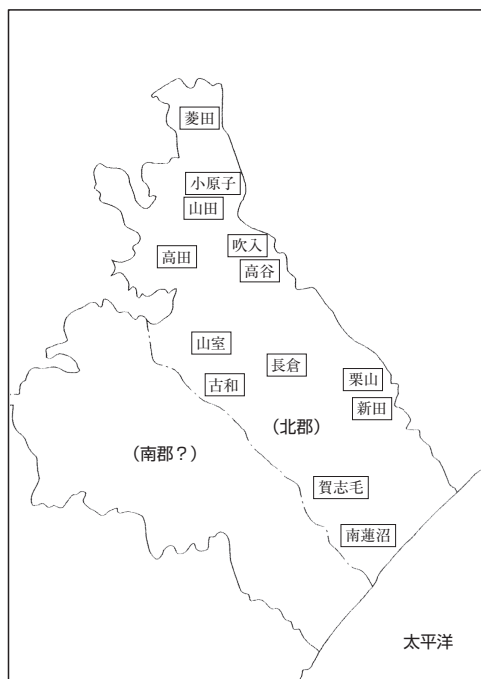 菱田
小原子
山田
吹入
高田
高谷
山室
長倉
栗山
古和
新田
（北郡）
（南郡？）
賀志毛
南蓮沼
太平洋